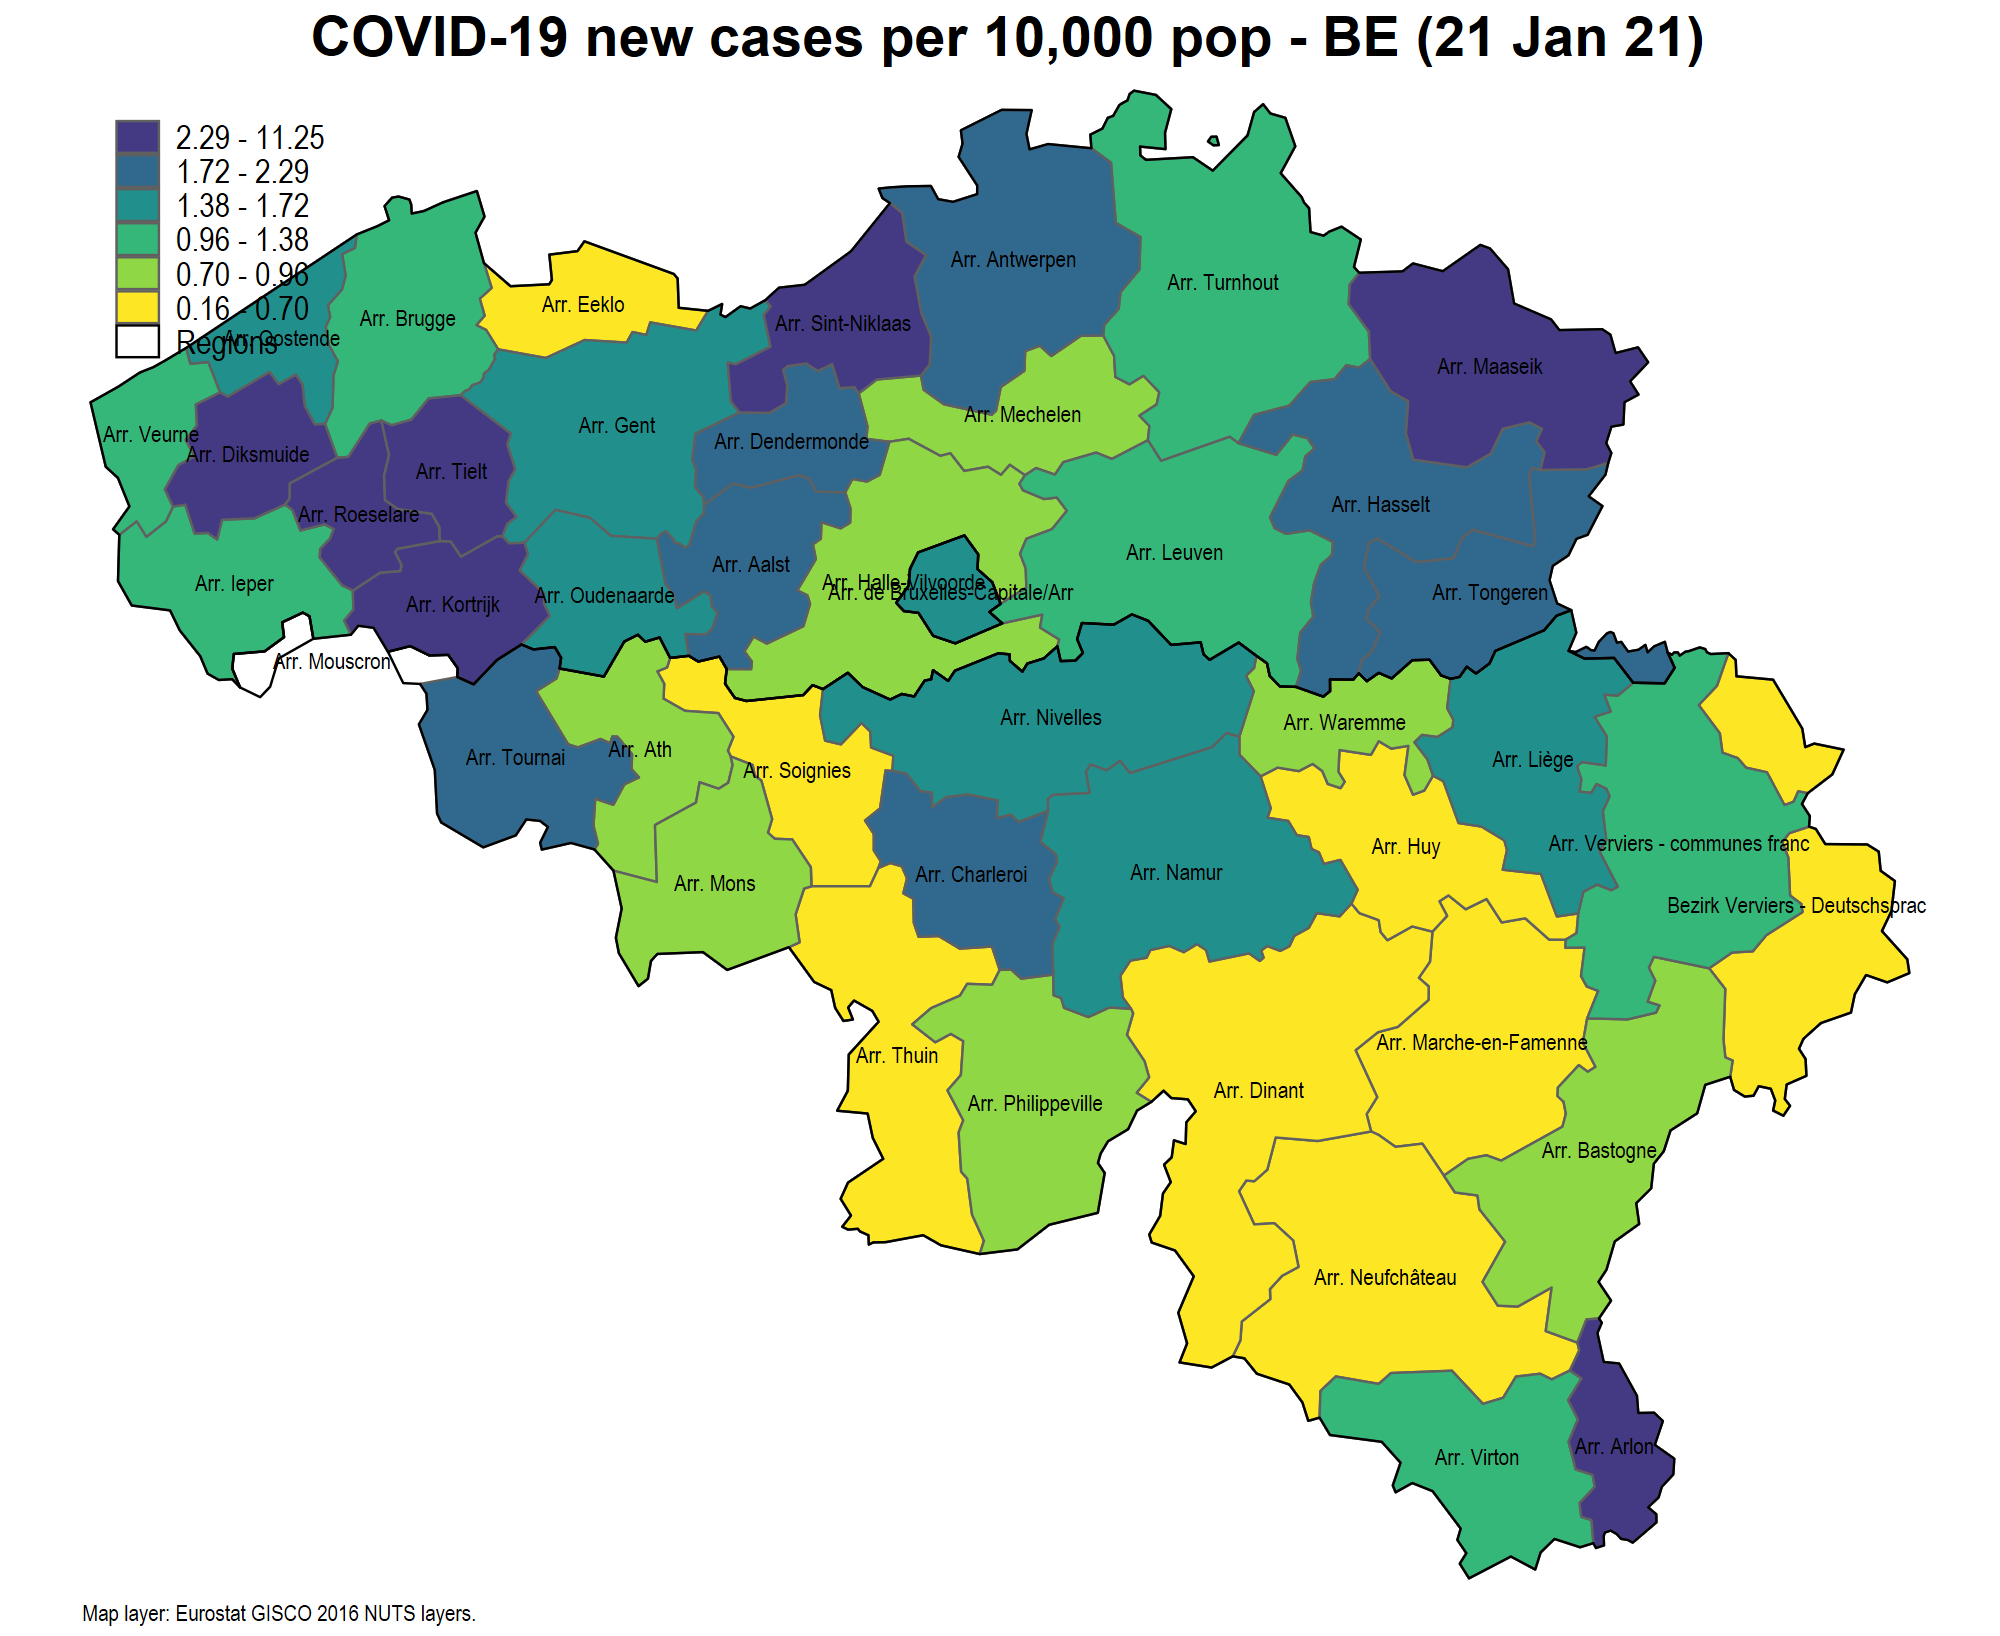 COVID-19 new cases per 10,000 pop - BE (21 Jan 21)
2.29 - 11.25
1.72 - 2.29
1.38 - 1.72
0.96 - 1.38
0.70 - 0.96
0.16 - 0.70
Regions
Arr. Antwerpen
Arr. Turnhout
Arr. Eeklo
Arr. Brugge
Arr. Sint-Niklaas
Arr. Oostende
Arr. Maaseik
Arr. Mechelen
Arr. Gent
Arr. Veurne
Arr. Dendermonde
Arr. Diksmuide
Arr. Tielt
Arr. Hasselt
Arr. Roeselare
Arr. Leuven
Arr. Aalst
Arr. Ieper
Arr. Halle-Vilvoorde
Arr. de Bruxelles-Capitale/Arr
Arr. Tongeren
Arr. Oudenaarde
Arr. Kortrijk
Arr. Mouscron
Arr. Nivelles
Arr. Waremme
Arr. Ath
Arr. Tournai
Arr. Liège
Arr. Soignies
Arr. Verviers - communes franc
Arr. Huy
Arr. Namur
Arr. Charleroi
Arr. Mons
Bezirk Verviers - Deutschsprac
Arr. Marche-en-Famenne
Arr. Thuin
Arr. Dinant
Arr. Philippeville
Arr. Bastogne
Arr. Neufchâteau
Arr. Arlon
Arr. Virton
Map layer: Eurostat GISCO 2016 NUTS layers.